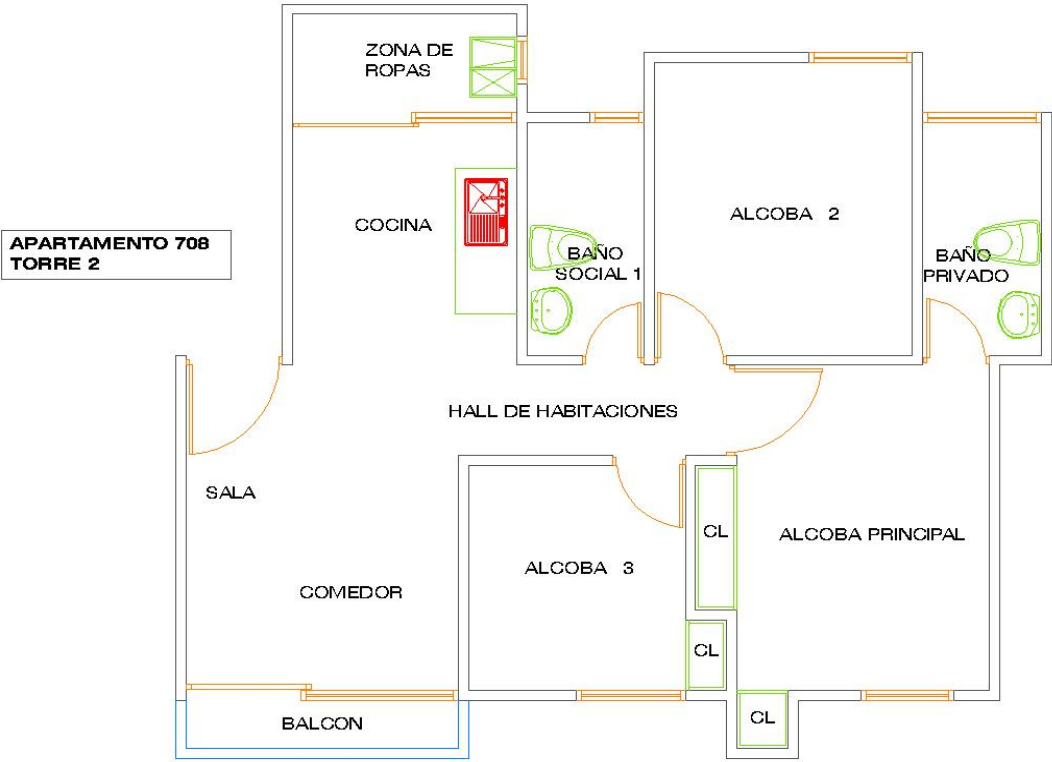 ZONA DE
ROPAS
COCINA
ALCOBA 2
APARTAMENTO 708
TORRE 2
BAÑO
SOCIAL 1
BAÑO
PRIVADO
HALL DE HABITACIONES
SALA
CL
ALCOBA PRINCIPAL
ALCOBA 3
COMEDOR
CL
CL
BALCON